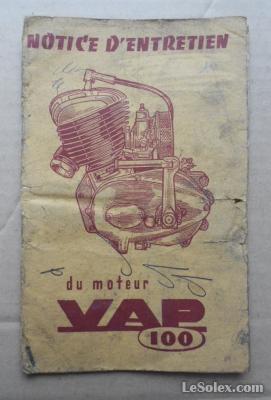 NOTICE D'ENTRETIEN
du moteur
VAP
100
LeSolex.com